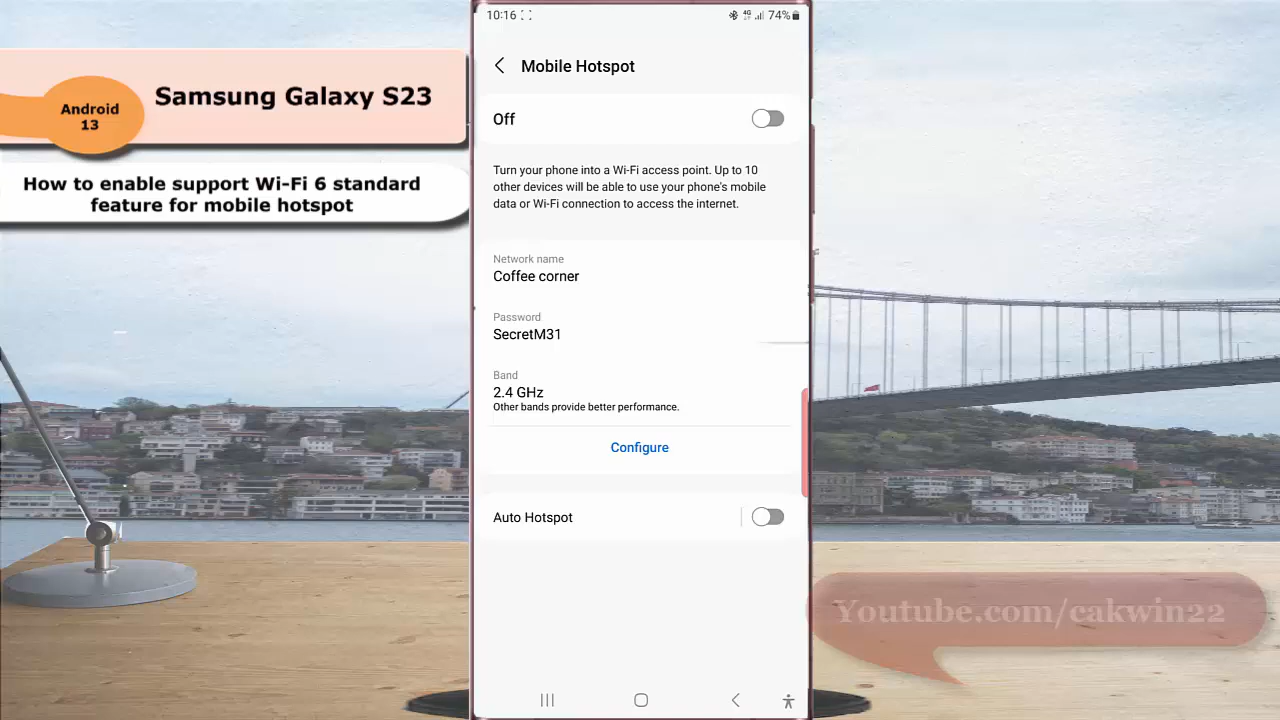 Android
13
Samsung Galaxy S23
How to enable support Wi-Fi 6 standard
feature for mobile hotspot
10:16
4G
74%
Mobile Hotspot
Off
Turn your phone into a Wi-Fi access point. Up to 10
other devices will be able to use your phone's mobile
data or Wi-Fi connection to access the internet.
Network name
Coffee corner
Password
SecretM31
Band
2.4 GHz
Other bands provide better performance.
Configure
Auto Hotspot
Youtube.com/cakwin22